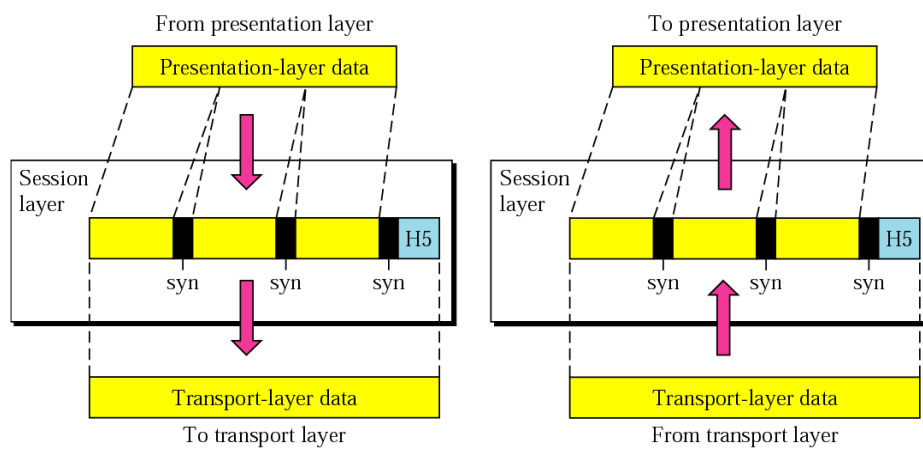 From presentation layer
Presentation-layer data
Session
layer
H5
syn
syn
syn
Transport-layer data
To transport layer
To presentation layer
Presentation-layer data
Session
layer
H5
syn
syn
syn
Transport-layer data
From transport layer